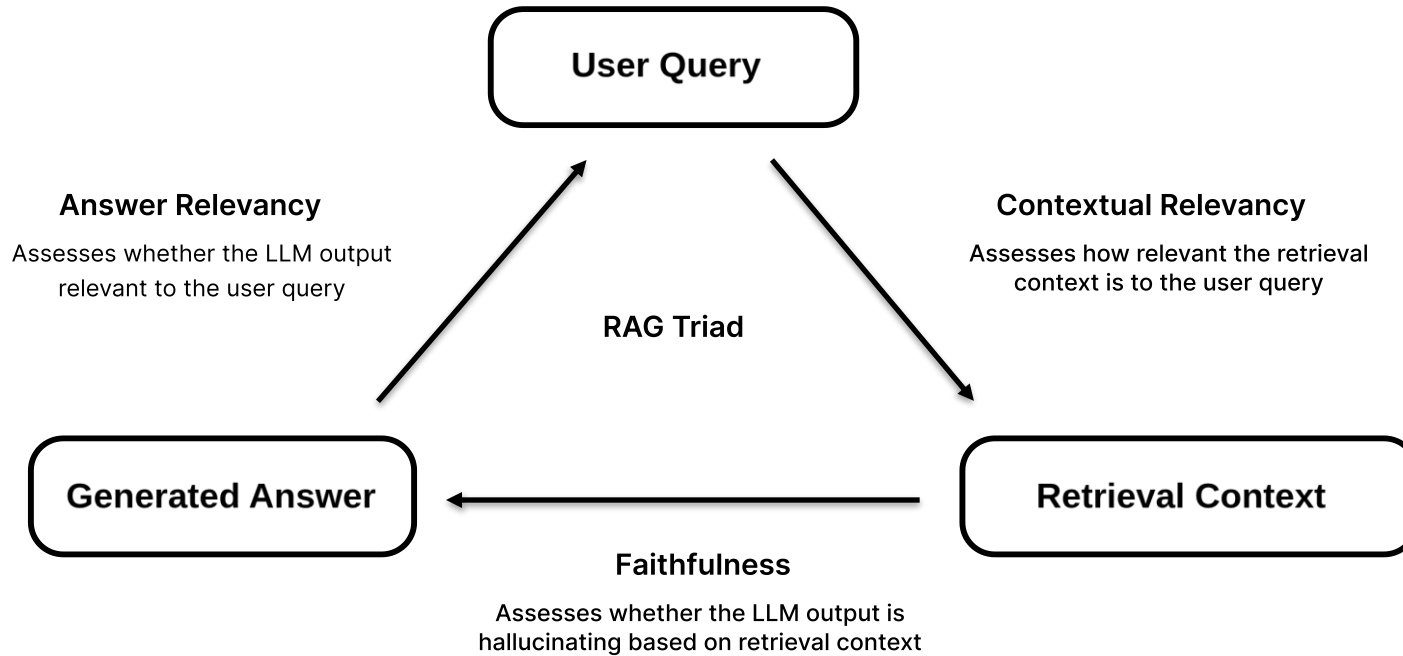 User Query
Answer Relevancy
Assesses whether the LLM output
relevant to the user query
Contextual Relevancy
Assesses how relevant the retrieval
context is to the user query
RAG Triad
Generated Answer
Retrieval Context
Faithfulness
Assesses whether the LLM output is
hallucinating based on retrieval context